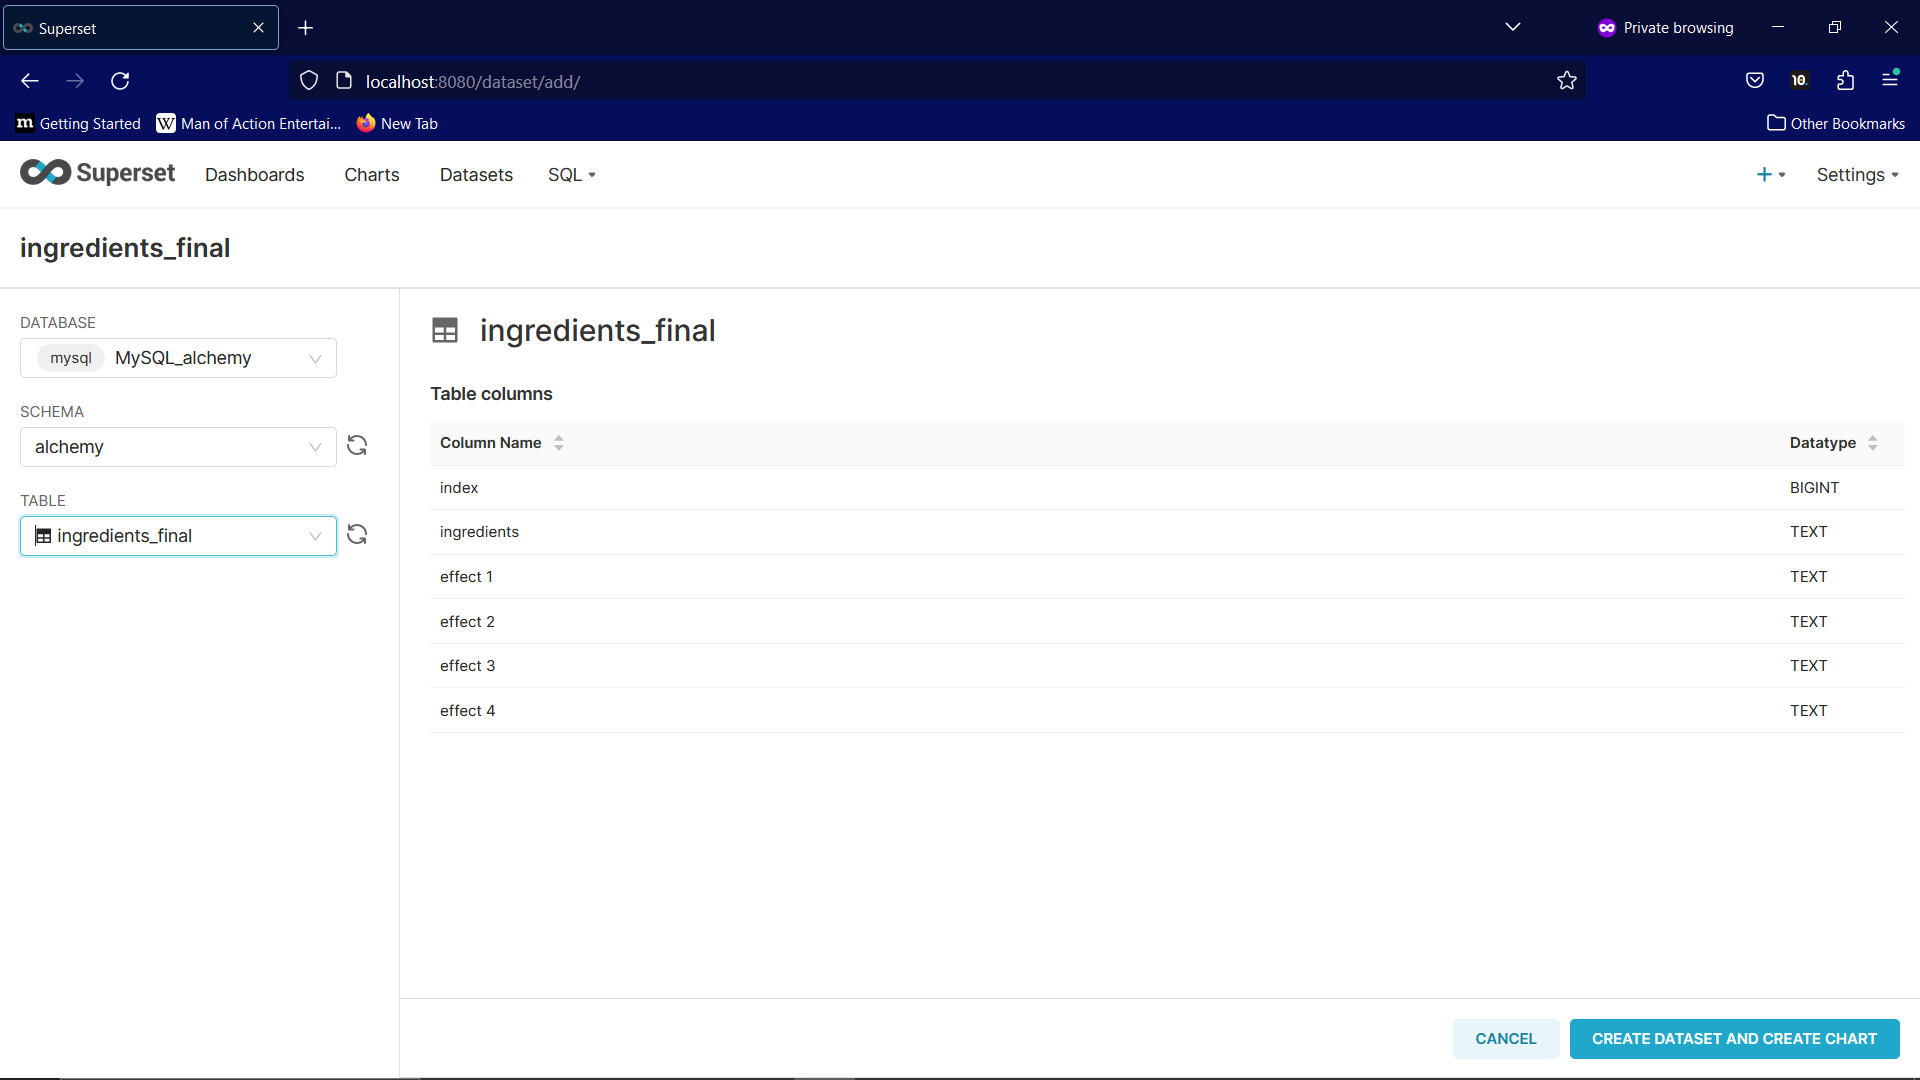 Superset
Private browsing
localhost:8080/dataset/add/
10.
m Getting Started
W Man of Action Entertai...
New Tab
Other Bookmarks
Superset
Dashboards
Charts
Datasets
SQL
+
Settings
ingredients_final
DATABASE
mysql MySQL_alchemy
SCHEMA
alchemy
TABLE
ingredients_final
ingredients_final
Table columns
Column Name Datatype
index BIGINT
ingredients TEXT
effect 1 TEXT
effect 2 TEXT
effect 3 TEXT
effect 4 TEXT
CANCEL
CREATE DATASET AND CREATE CHART